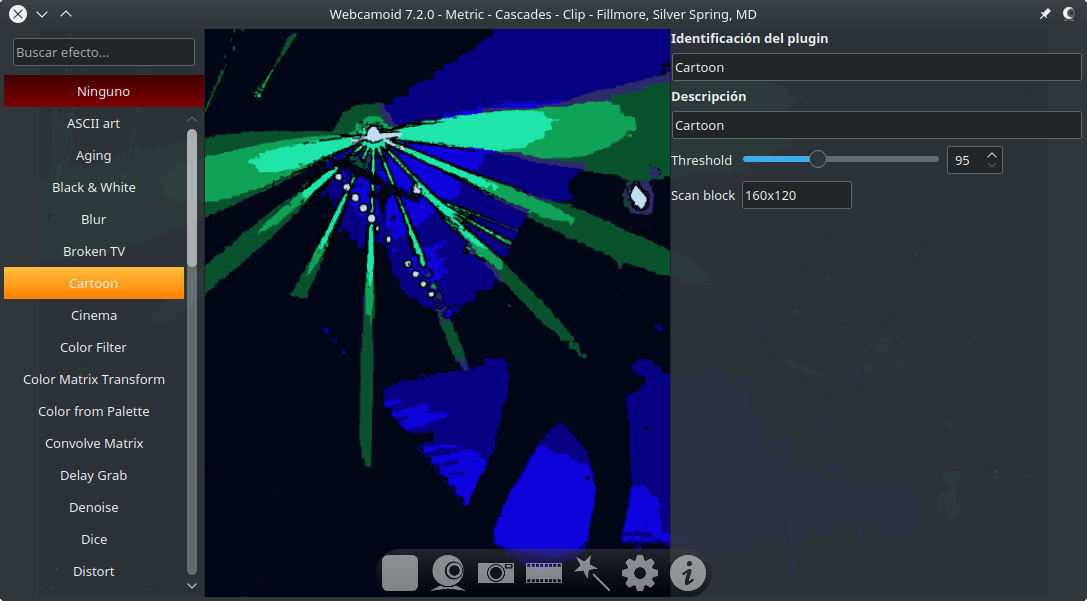 Webcamoid 7.2.0 - Metric - Cascades - Clip - Fillmore, Silver Spring, MD
Buscar efecto...
Ninguno
ASCII art
Aging
Black & White
Blur
Broken TV
Cartoon
Cinema
Color Filter
Color Matrix Transform
Color from Palette
Convolve Matrix
Delay Grab
Denoise
Dice
Distort
Identificación del plugin
Cartoon
Descripción
Cartoon
Threshold 95
Scan block 160x120